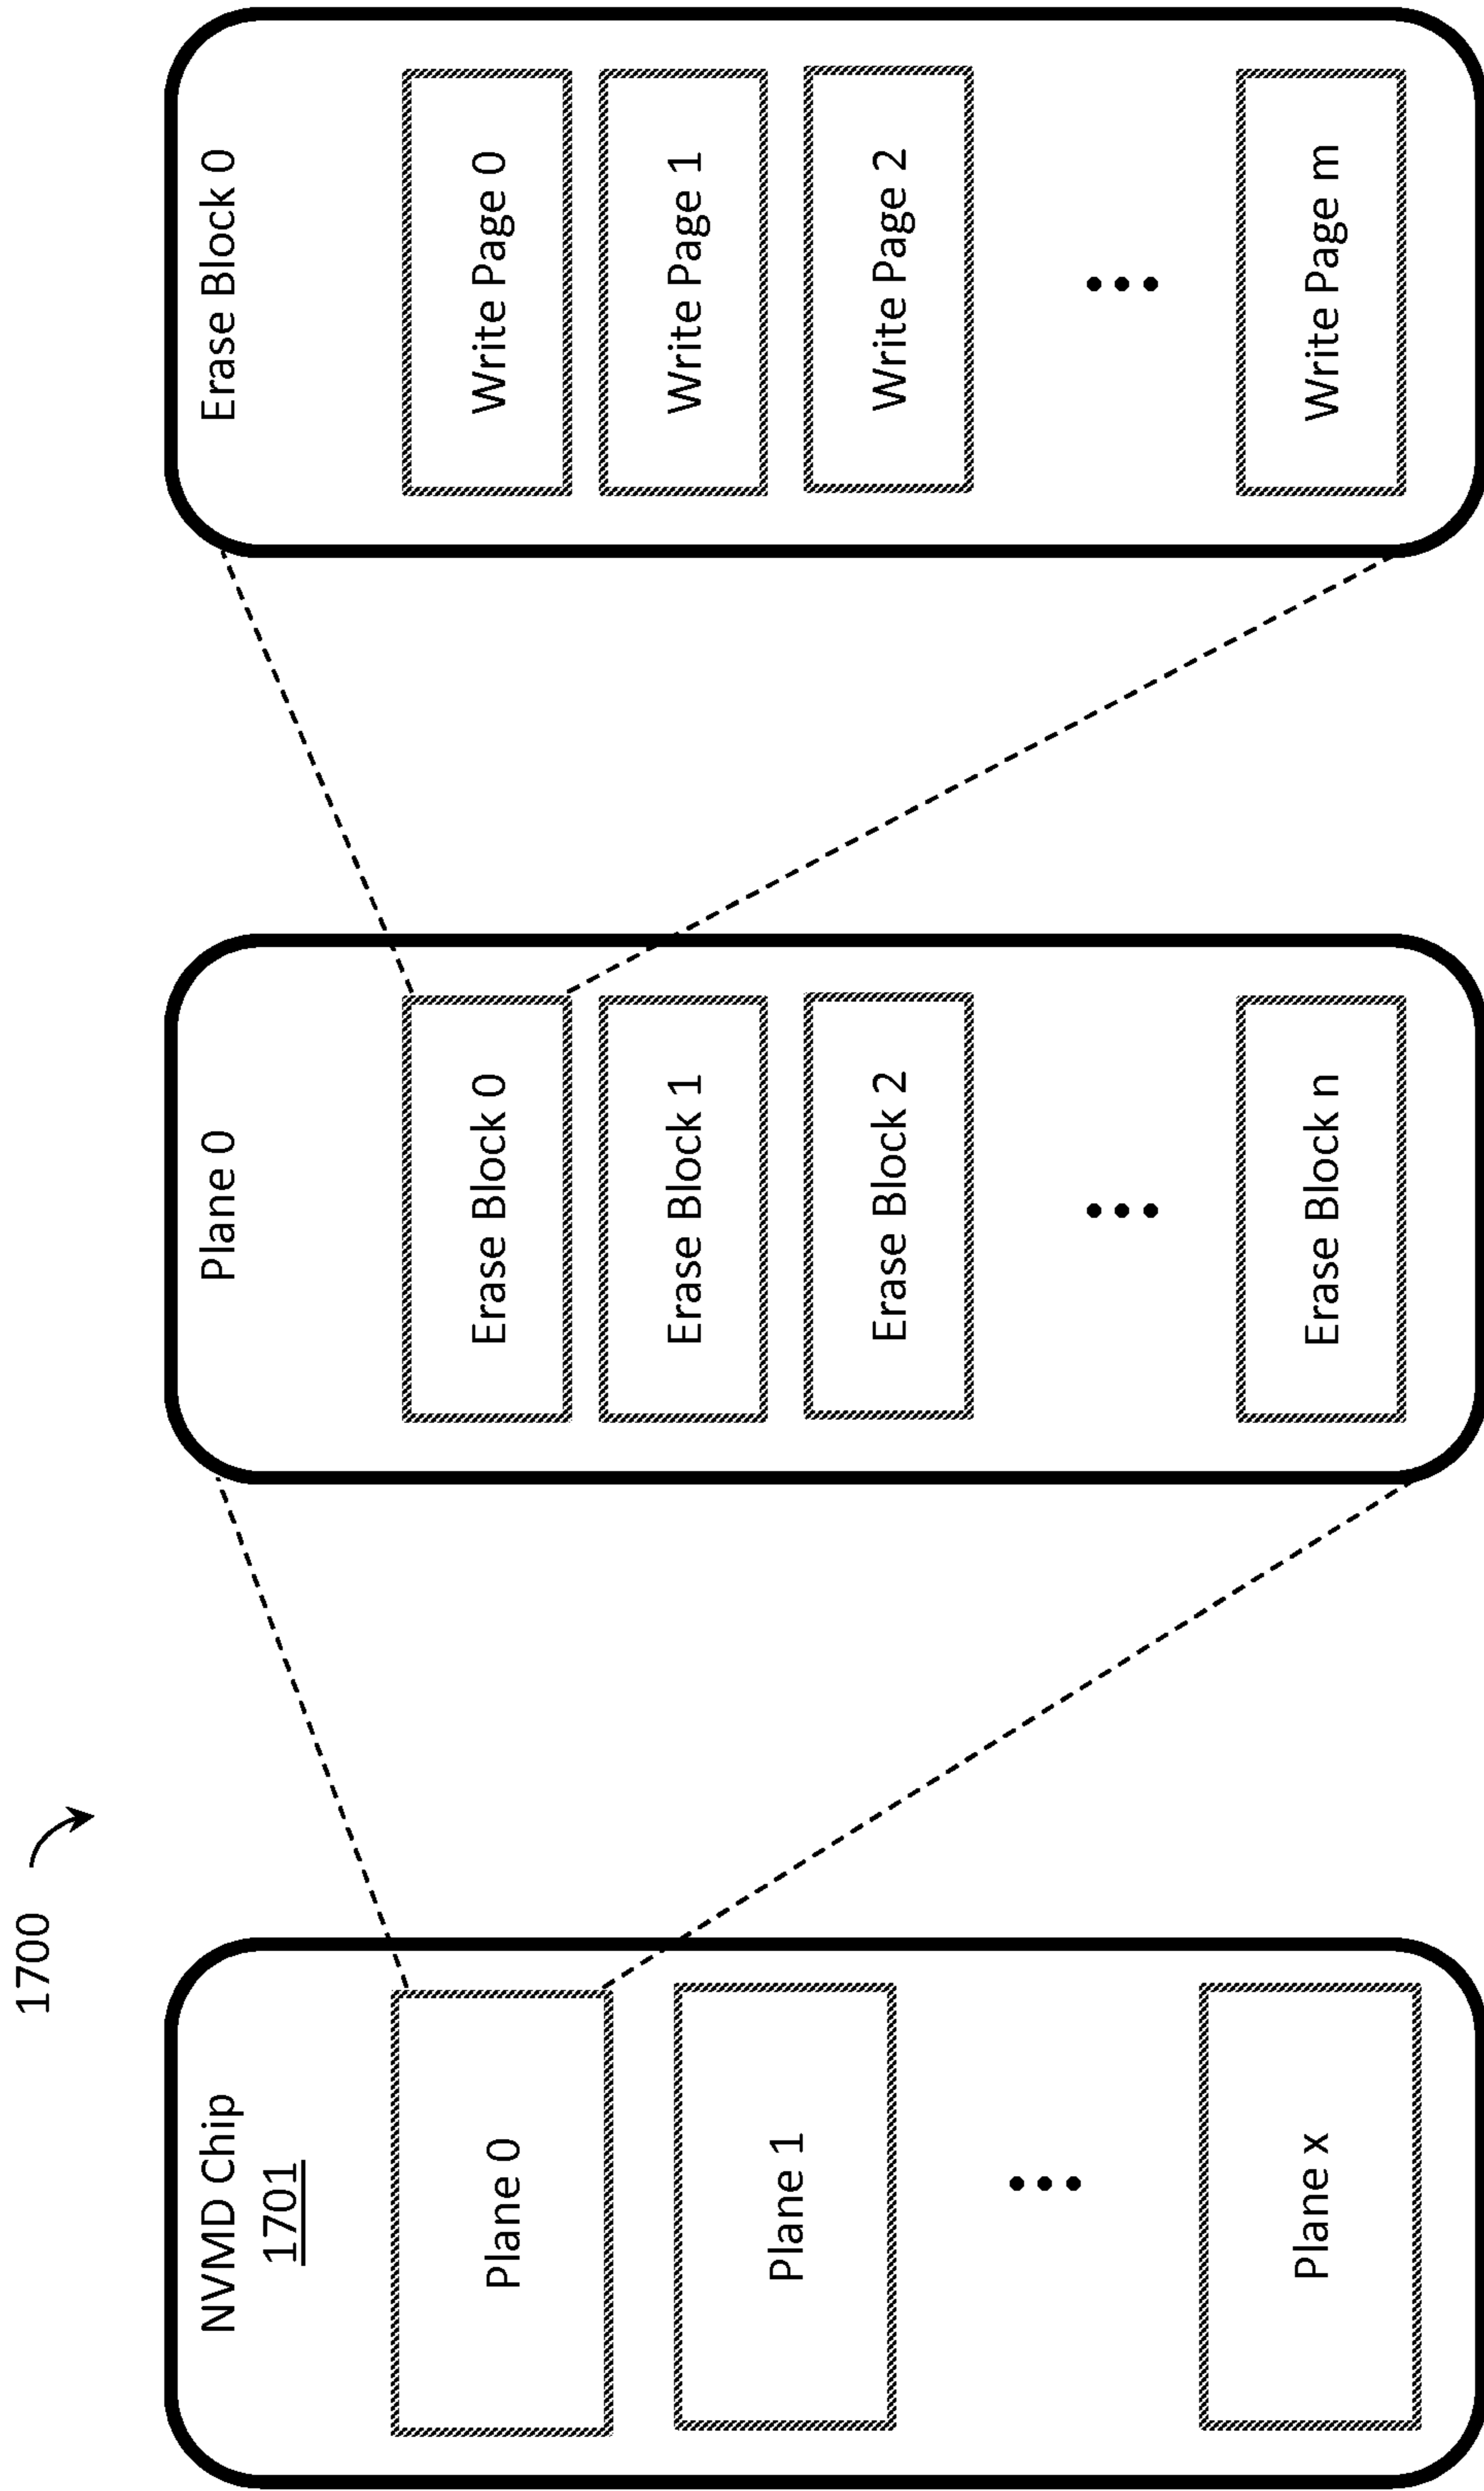 1700
NVMD Chip
1701
Plane 0
Plane 1
Plane x
Plane 0
Erase Block 0
Erase Block 1
Erase Block 2
Erase Block n
Erase Block 0
Write Page 0
Write Page 1
Write Page 2
Write Page m